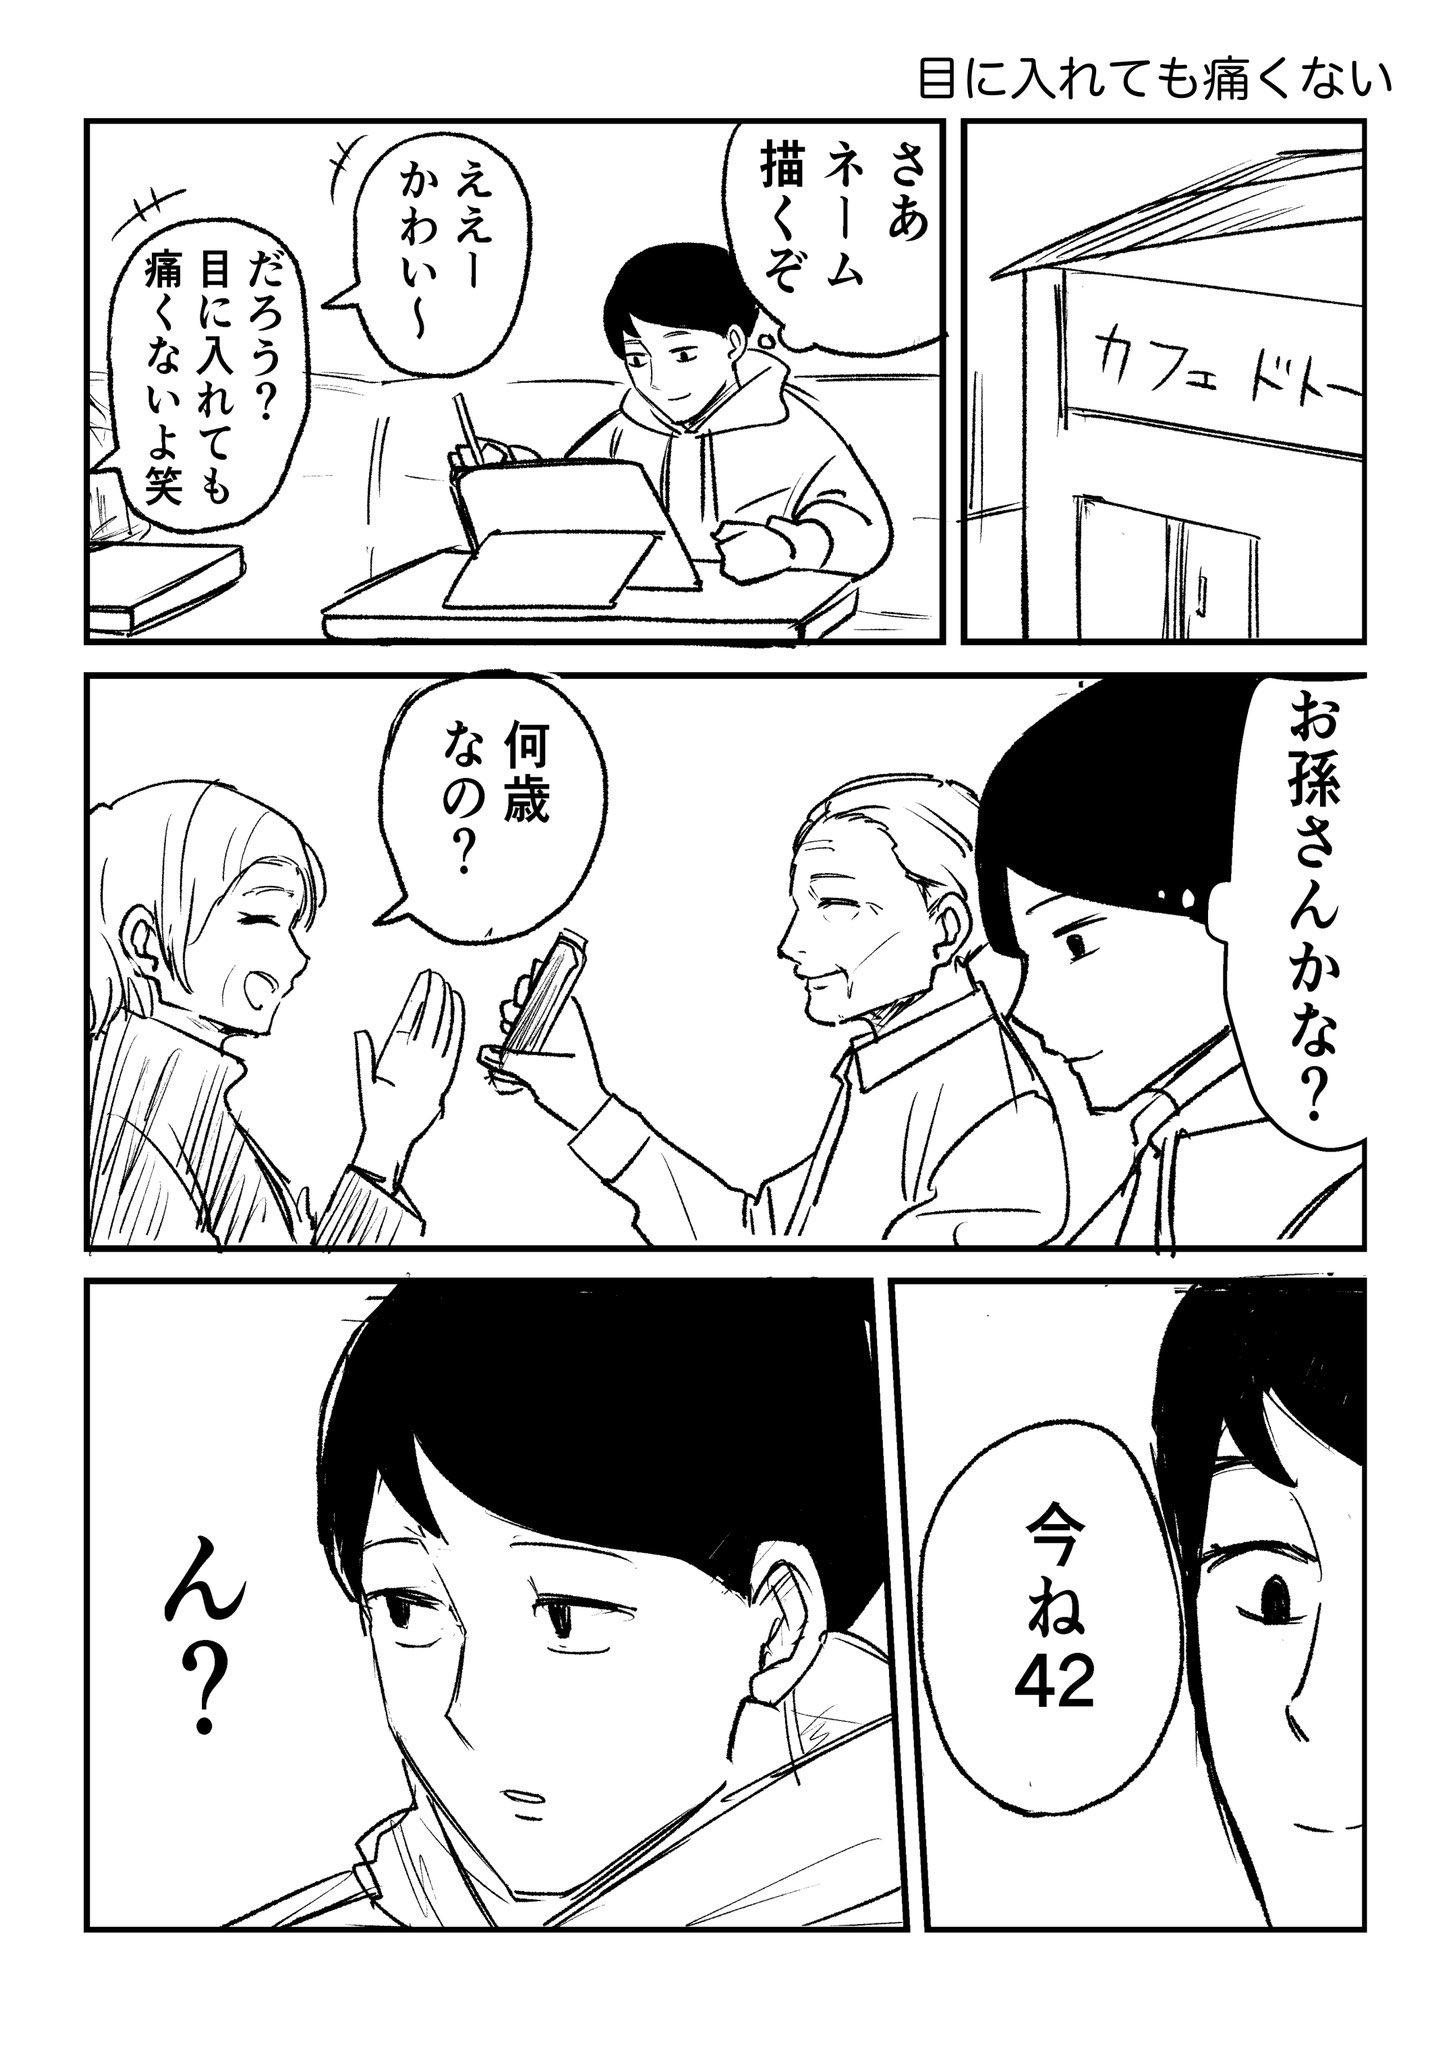 目に入れても痛くない
カフェ ドトー
さあ
ネーム
描くぞ
ええー
かわい～
だろう?
目に入れても
痛くないよ笑
お孫さんかな?
何歳
なの?
今ね42
ん?